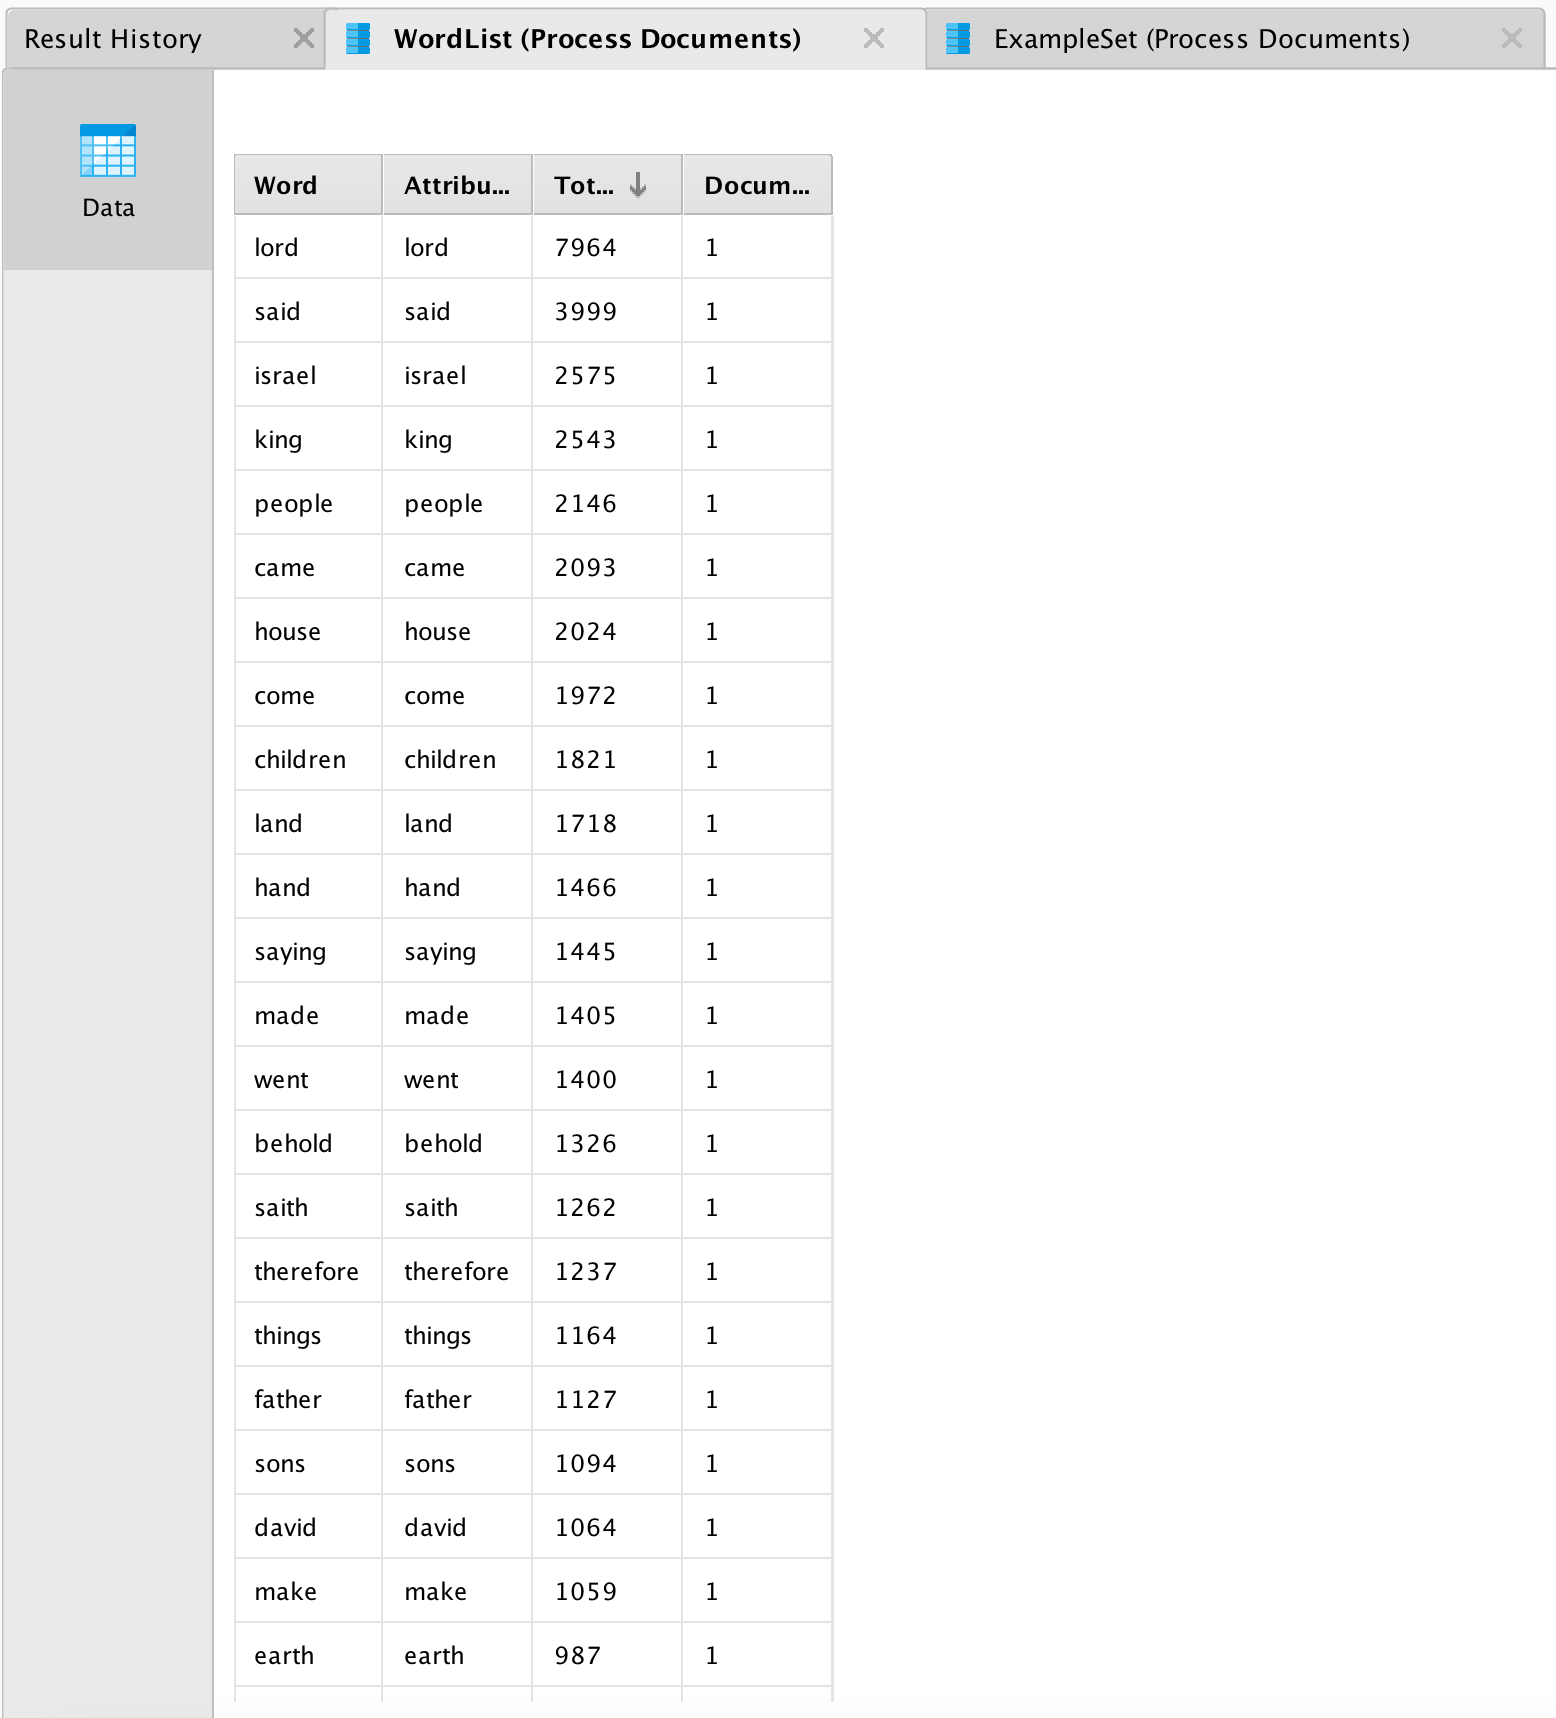 Result History WordList (Process Documents) ExampleSet (Process Documents)
Data
Word Attribu... Tot... Docum...
lord lord 7964 1
said said 3999 1
israel israel 2575 1
king king 2543 1
people people 2146 1
came came 2093 1
house house 2024 1
come come 1972 1
children children 1821 1
land land 1718 1
hand hand 1466 1
saying saying 1445 1
made made 1405 1
went went 1400 1
behold behold 1326 1
saith saith 1262 1
therefore therefore 1237 1
things things 1164 1
father father 1127 1
sons sons 1094 1
david david 1064 1
make make 1059 1
earth earth 987 1